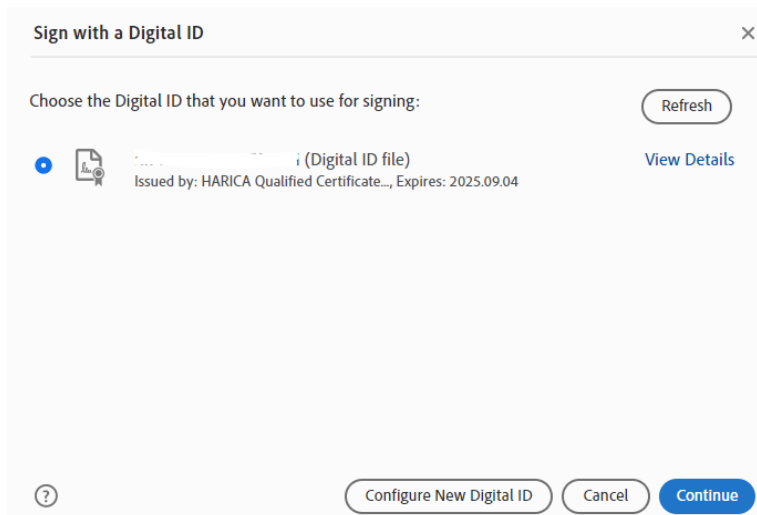 Sign with a Digital ID
Choose the Digital ID that you want to use for signing:
Refresh
(Digital ID file)
View Details
Issued by: HARICA Qualified Certificate..., Expires: 2025.09.04
Configure New Digital ID
Cancel
Continue